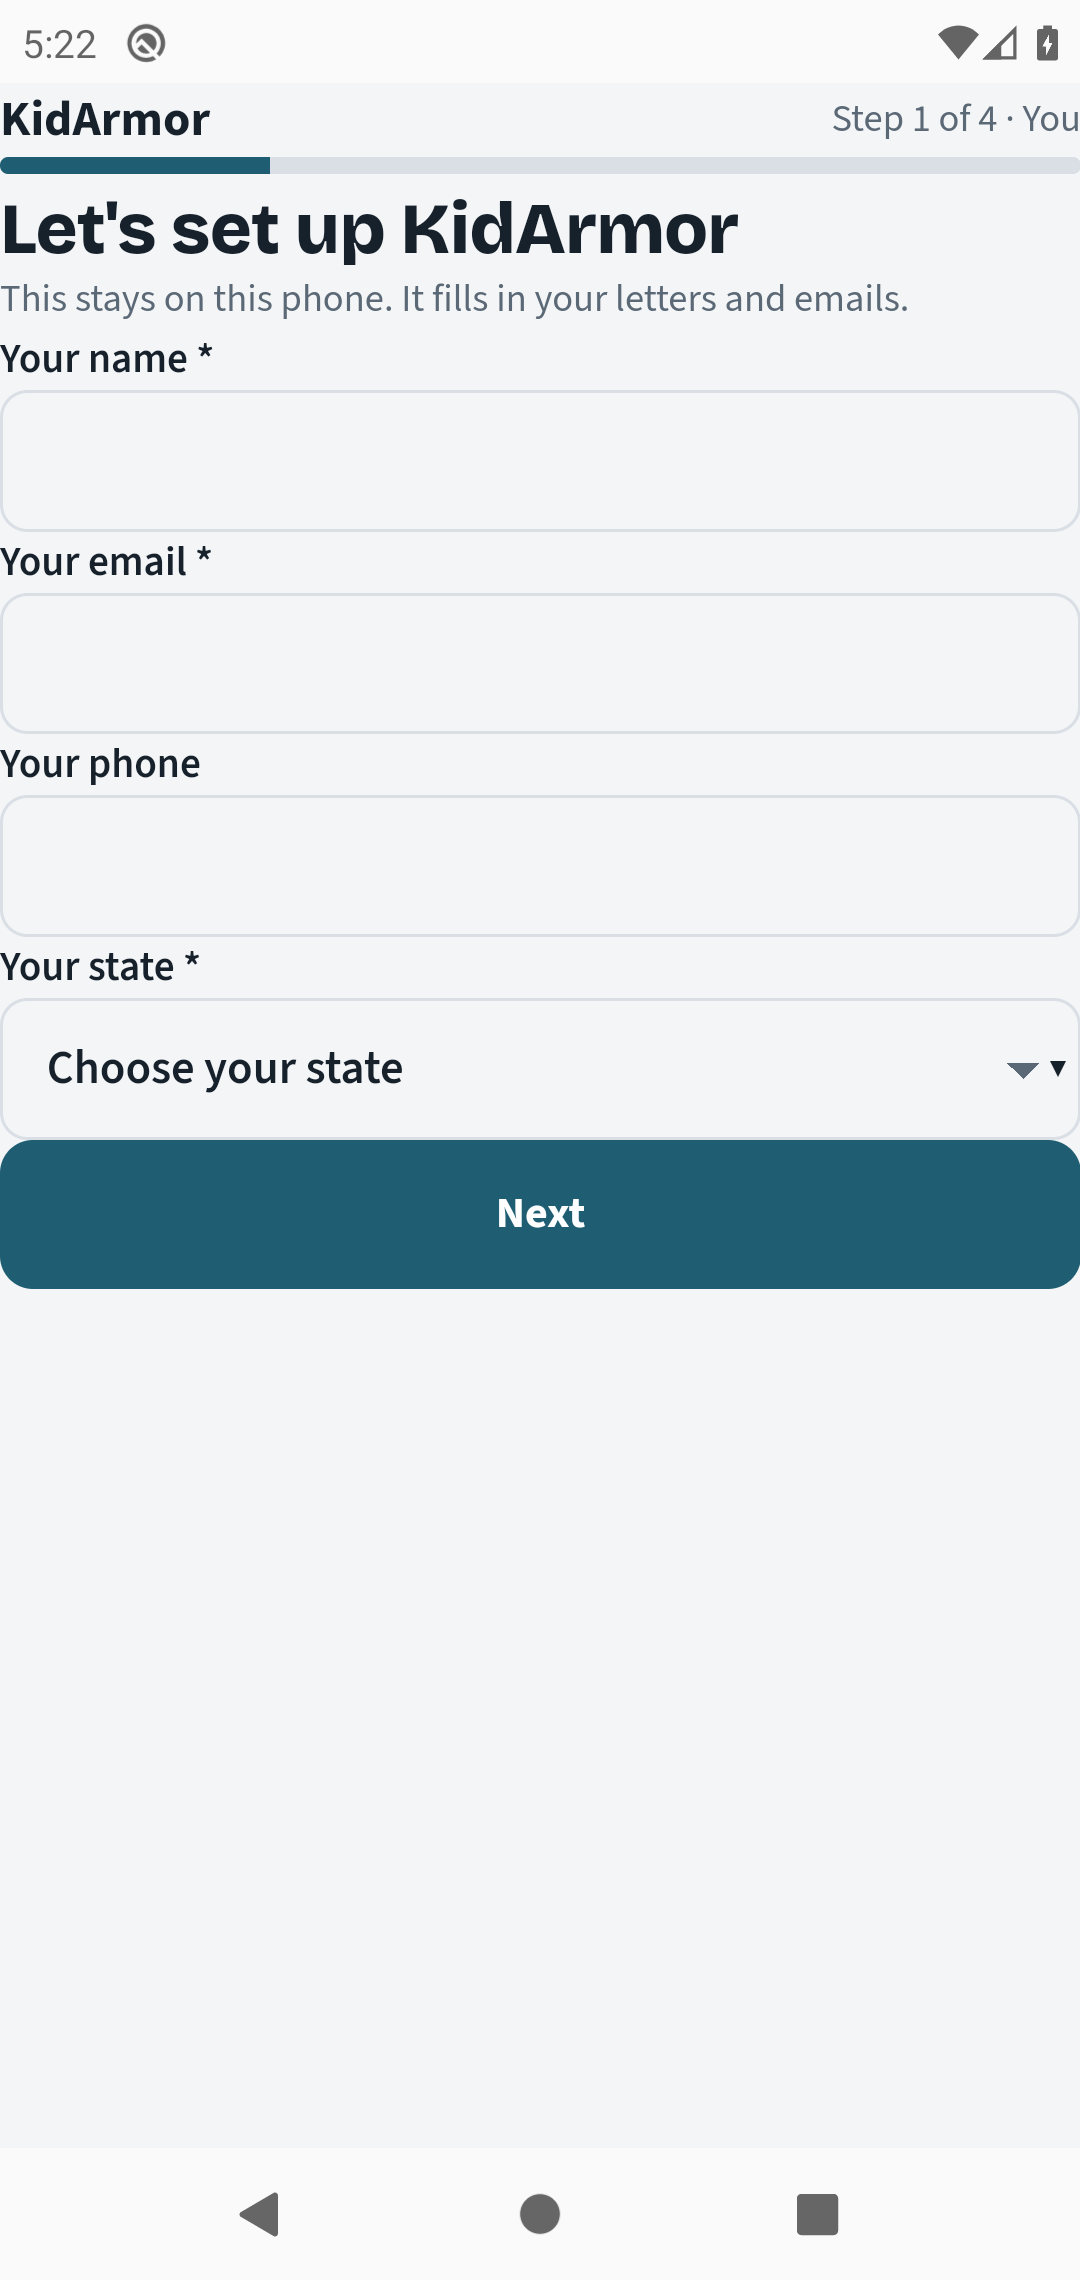 5:22
KidArmor
Step 1 of 4 · You
Let's set up KidArmor
This stays on this phone. It fills in your letters and emails.
Your name *
Your email *
Your phone
Your state *
Choose your state
Next